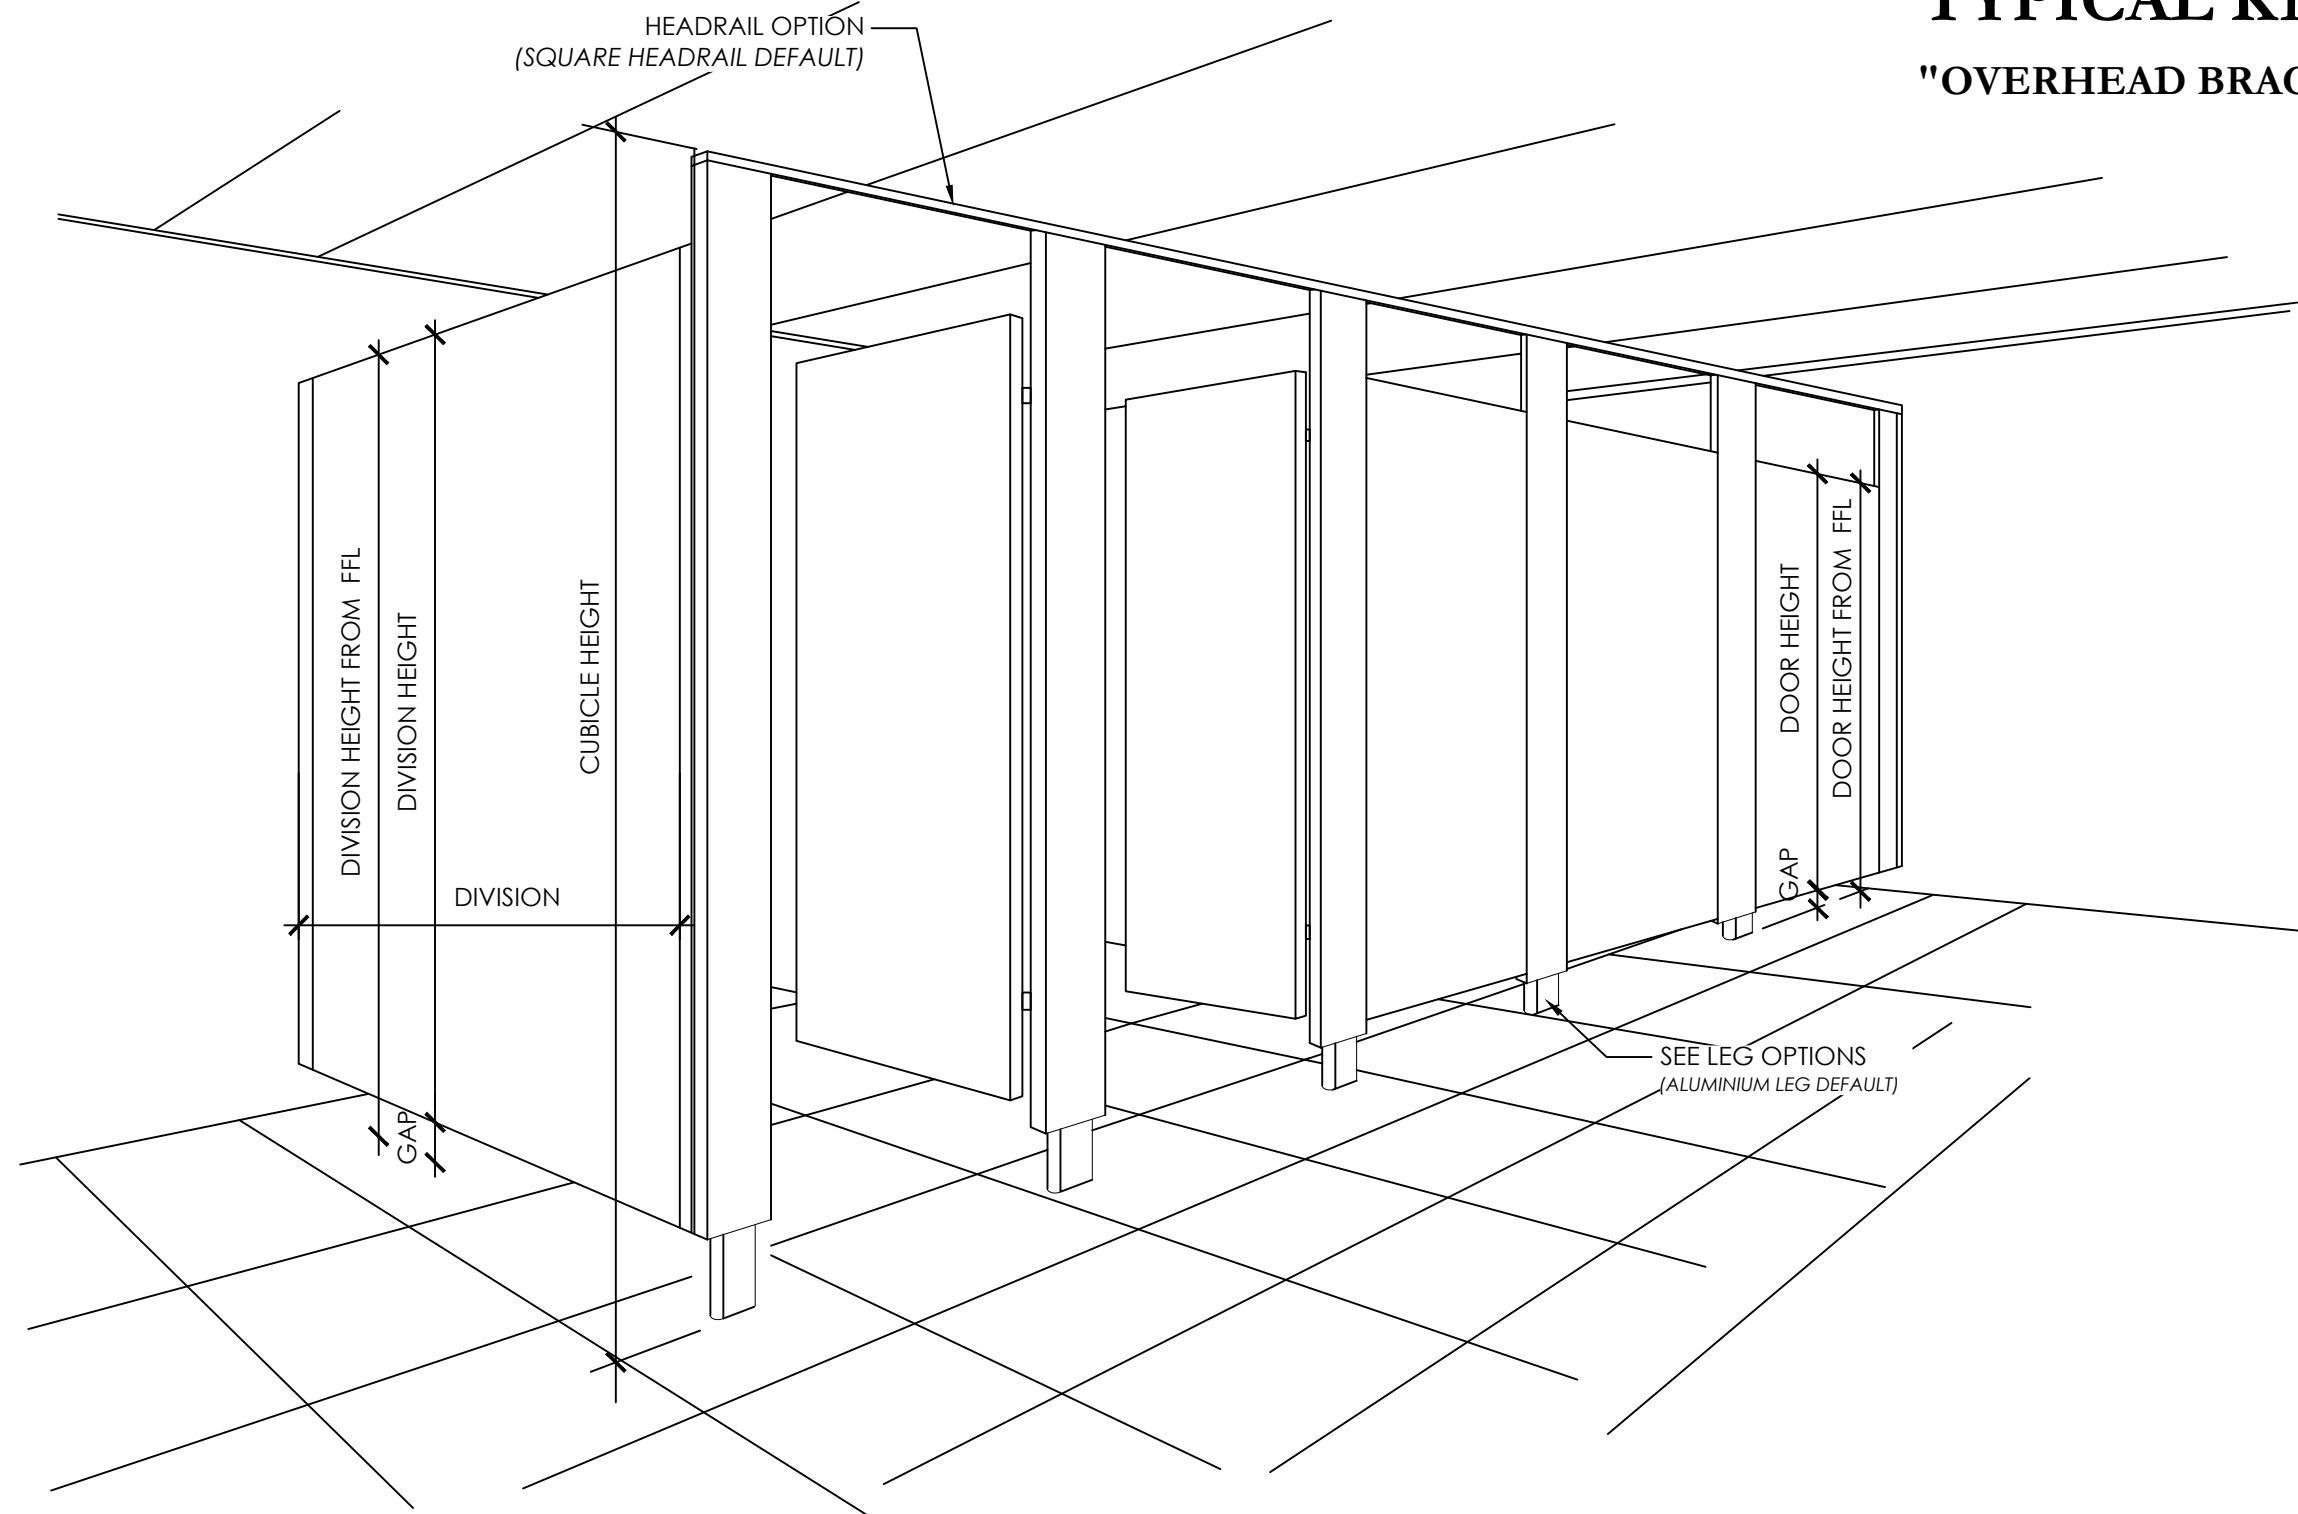 TYPICAL
"OVERHEAD
HEADRAIL OPTION
(SQUARE HEADRAIL DEFAULT)
DIVISION HEIGHT FROM FFL
DIVISION HEIGHT
GAP
DIVISION
CUBICLE HEIGHT
DOOR HEIGHT
GAP
DOOR HEIGHT FROM FFL
SEE LEG OPTIONS
(ALUMINIUM LEG DEFAULT)